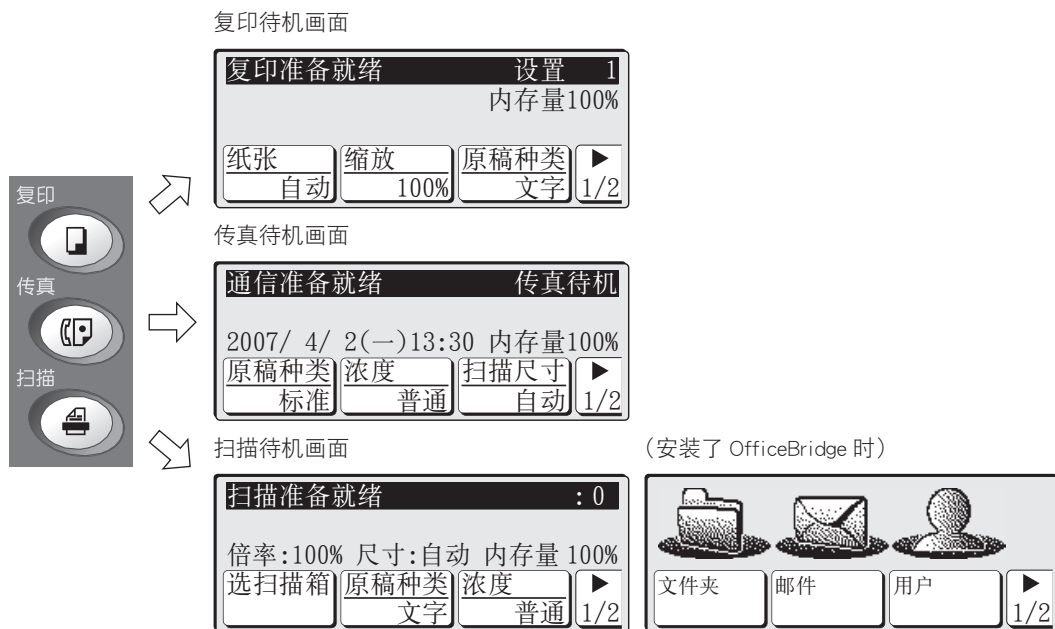 复印待机画面
复印准备就绪 设置 1
内存量100%
纸张 缩放 原稿种类 ▶
自动 100% 文字 1/2
复印
传真
扫描
传真待机画面
通信准备就绪 传真待机
2007/ 4/ 2(一)13:30 内存量100%
原稿种类 浓度 扫描尺寸 ▶
标准 普通 自动 1/2
扫描待机画面
扫描准备就绪 :0
倍率:100% 尺寸:自动 内存量 100%
选扫描箱 原稿种类 浓度 ▶
文字 普通 1/2
（安装了 OfficeBridge 时）
文件夹 邮件 用户 ▶
1/2